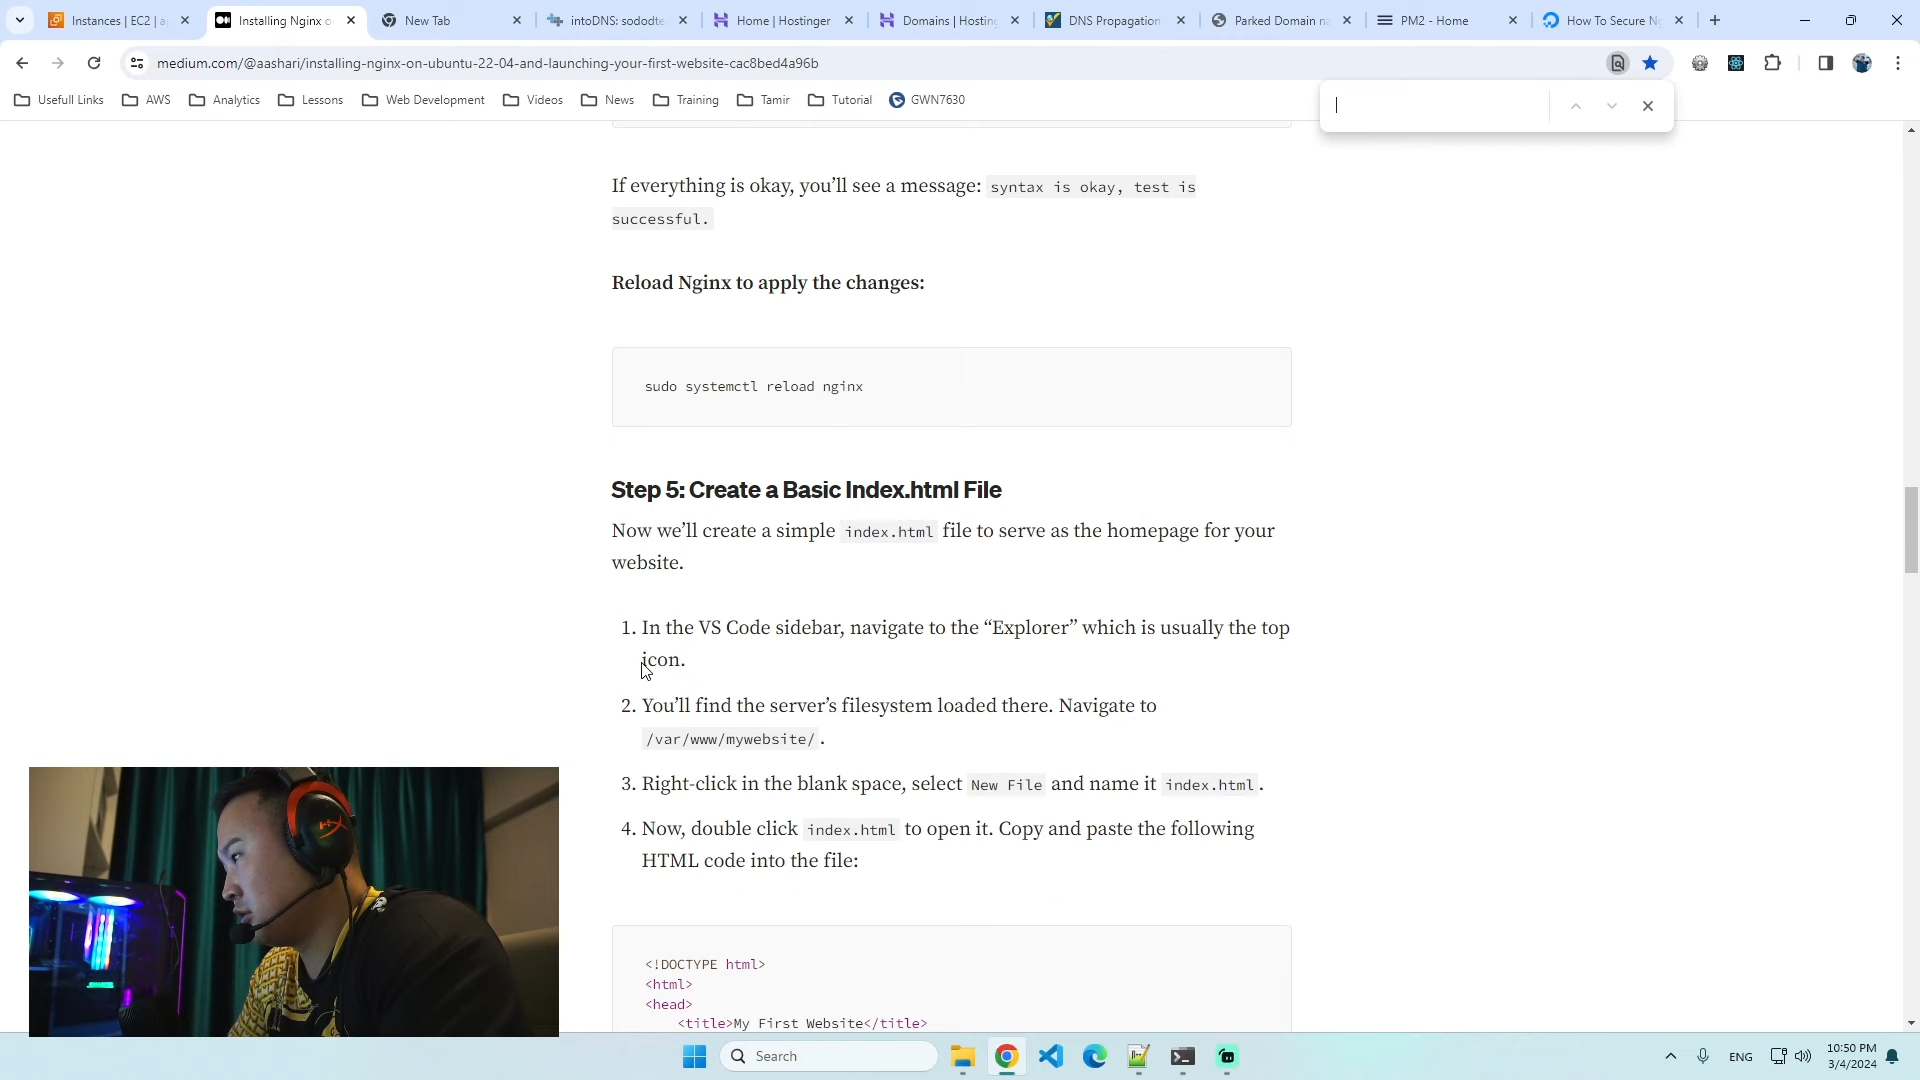 Instances | EC2 | a
Installing Nginx o
New Tab
intoDNS: sododte
Home | Hostinger
Domains | Hosting
DNS Propagation
Parked Domain na
PM2 - Home
How To Secure N
medium.com/@aashari/installing-nginx-on-ubuntu-22-04-and-launching-your-first-website-cac8bed4a96b
Usefull Links
AWS
Analytics
Lessons
Web Development
Videos
News
Training
Tamir
Tutorial
GWN7630
If everything is okay, you’ll see a message: syntax is okay, test is
successful.
Reload Nginx to apply the changes:
sudo systemctl reload nginx
Step 5: Create a Basic Index.html File
Now we’ll create a simple index.html file to serve as the homepage for your
website.
1. In the VS Code sidebar, navigate to the “Explorer” which is usually the top
icon.
2. You’ll find the server’s filesystem loaded there. Navigate to
/var/www/mywebsite/ .
3. Right-click in the blank space, select New File and name it index.html .
4. Now, double click index.html to open it. Copy and paste the following
HTML code into the file:
<!DOCTYPE html>
<html>
<head>
<title>My First Website</title>
Search
ENG
10:50 PM
3/4/2024